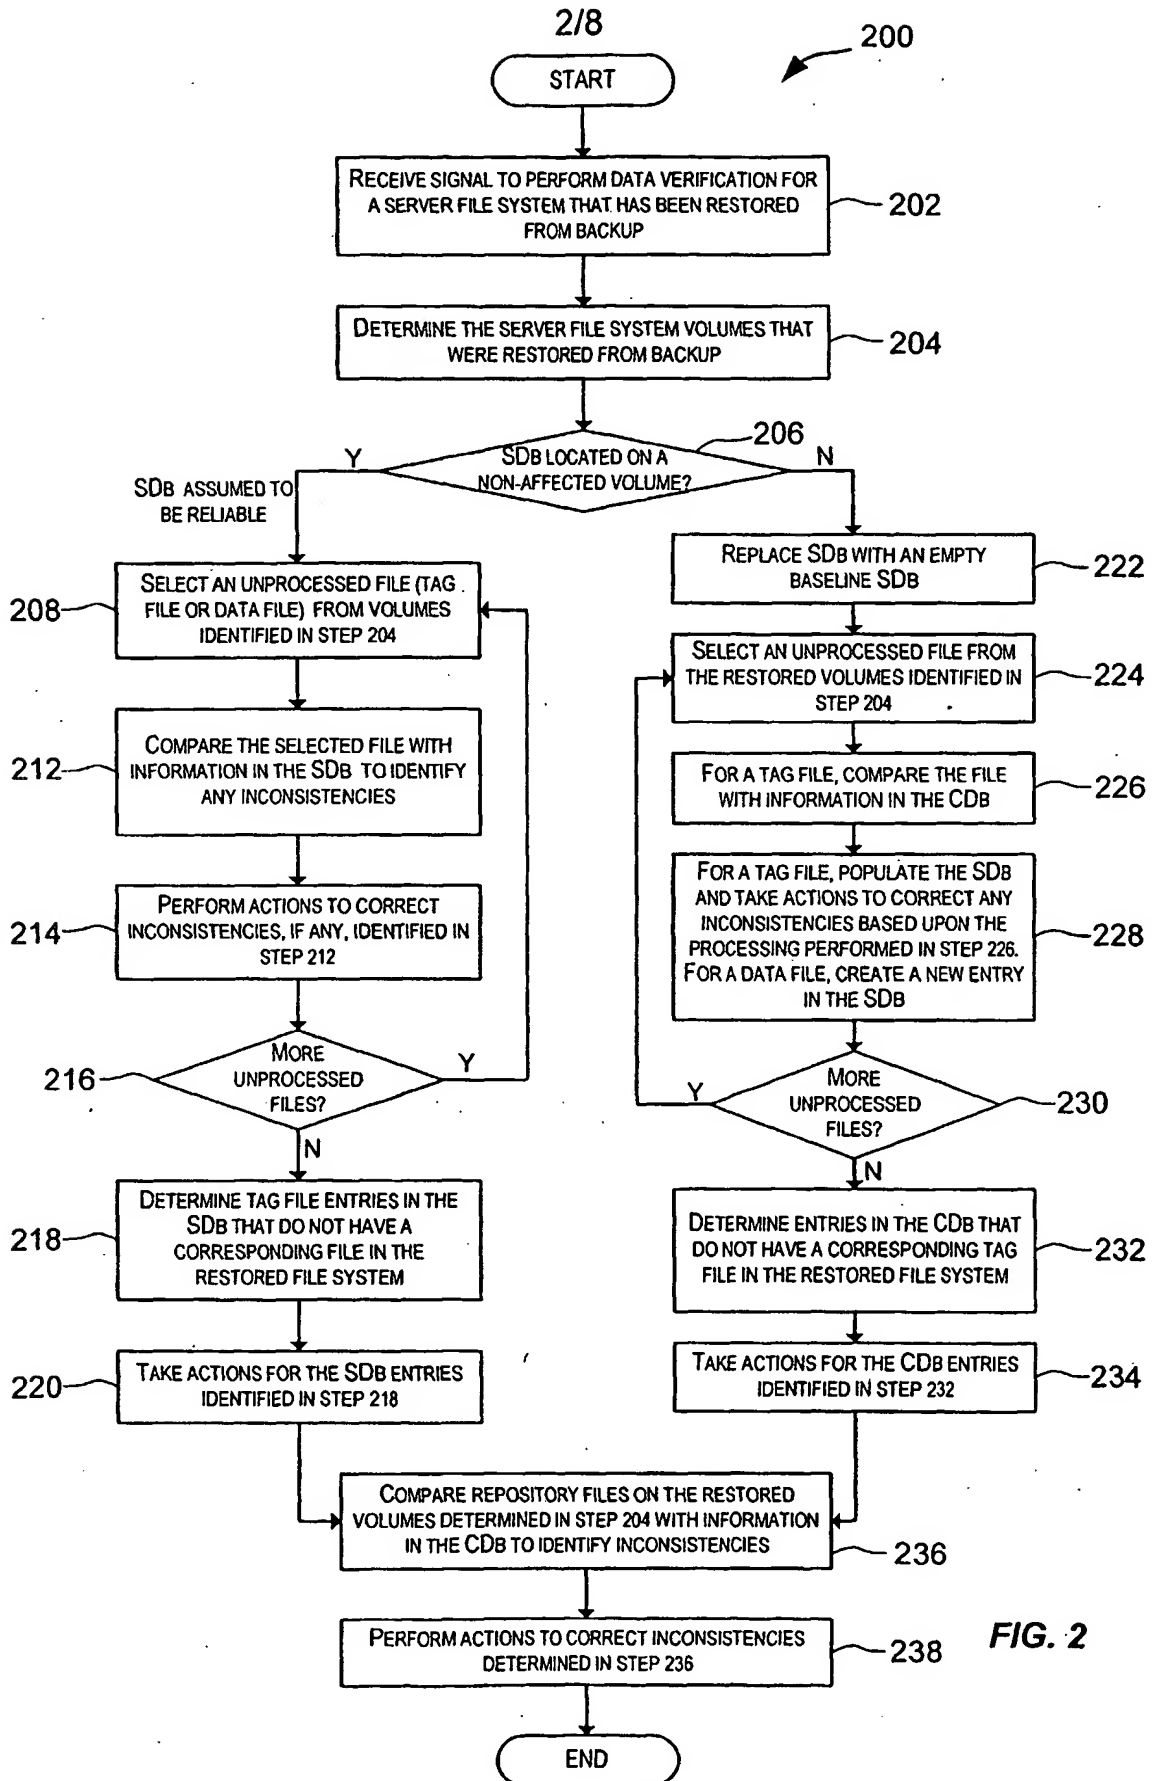 2/8
200
START
RECEIVE SIGNAL TO PERFORM DATA VERIFICATION FOR
A SERVER FILE SYSTEM THAT HAS BEEN RESTORED
FROM BACKUP
202
DETERMINE THE SERVER FILE SYSTEM VOLUMES THAT
WERE RESTORED FROM BACKUP
204
206
SDB LOCATED ON A
NON-AFFECTED VOLUME?
Y
N
SDB ASSUMED TO
BE RELIABLE
SELECT AN UNPROCESSED FILE (TAG
FILE OR DATA FILE) FROM VOLUMES
IDENTIFIED IN STEP 204
208
COMPARE THE SELECTED FILE WITH
INFORMATION IN THE SDB TO IDENTIFY
ANY INCONSISTENCIES
212
PERFORM ACTIONS TO CORRECT
INCONSISTENCIES, IF ANY, IDENTIFIED IN
STEP 212
214
MORE
UNPROCESSED
FILES?
216
Y
N
DETERMINE TAG FILE ENTRIES IN THE
SDB THAT DO NOT HAVE A
CORRESPONDING FILE IN THE
RESTORED FILE SYSTEM
218
TAKE ACTIONS FOR THE SDB ENTRIES
IDENTIFIED IN STEP 218
220
REPLACE SDB WITH AN EMPTY
BASELINE SDB
222
SELECT AN UNPROCESSED FILE FROM
THE RESTORED VOLUMES IDENTIFIED IN
STEP 204
224
FOR A TAG FILE, COMPARE THE FILE
WITH INFORMATION IN THE CDB
226
FOR A TAG FILE, POPULATE THE SDB
AND TAKE ACTIONS TO CORRECT ANY
INCONSISTENCIES BASED UPON THE
PROCESSING PERFORMED IN STEP 226.
FOR A DATA FILE, CREATE A NEW ENTRY
IN THE SDB
228
MORE
UNPROCESSED
FILES?
230
Y
N
DETERMINE ENTRIES IN THE CDB THAT
DO NOT HAVE A CORRESPONDING TAG
FILE IN THE RESTORED FILE SYSTEM
232
TAKE ACTIONS FOR THE CDB ENTRIES
IDENTIFIED IN STEP 232
234
COMPARE REPOSITORY FILES ON THE RESTORED
VOLUMES DETERMINED IN STEP 204 WITH INFORMATION
IN THE CDB TO IDENTIFY INCONSISTENCIES
236
PERFORM ACTIONS TO CORRECT INCONSISTENCIES
DETERMINED IN STEP 236
238
END
FIG. 2